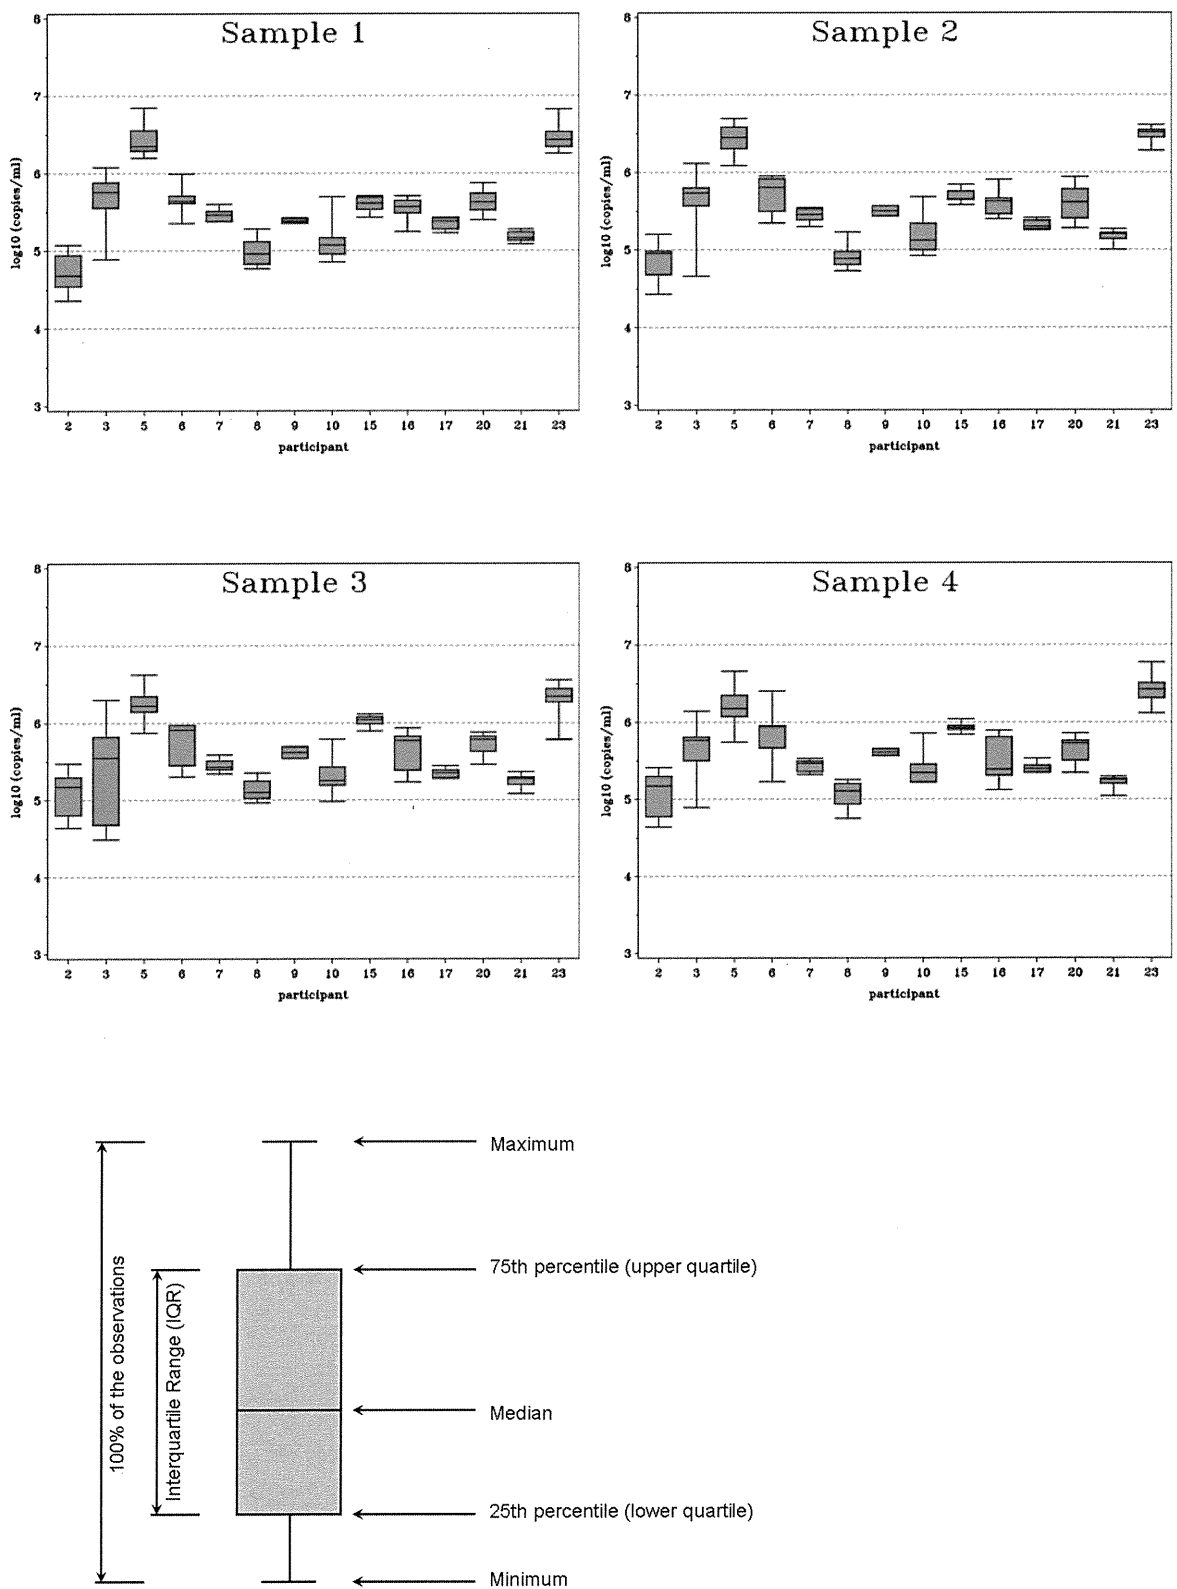 Sample 1
log10 (copies/ml)
8
7
6
5
4
3
2 3 5 6 7 8 9 10 15 16 17 20 21 23
participant
Sample 2
log10 (copies/ml)
8
7
6
5
4
3
2 3 5 6 7 8 9 10 15 16 17 20 21 23
participant
Sample 3
log10 (copies/ml)
8
7
6
5
4
3
2 3 5 6 7 8 9 10 15 16 17 20 21 23
participant
Sample 4
log10 (copies/ml)
8
7
6
5
4
3
2 3 5 6 7 8 9 10 15 16 17 20 21 23
participant
100% of the observations
Interquartile Range (IQR)
Maximum
75th percentile (upper quartile)
Median
25th percentile (lower quartile)
Minimum